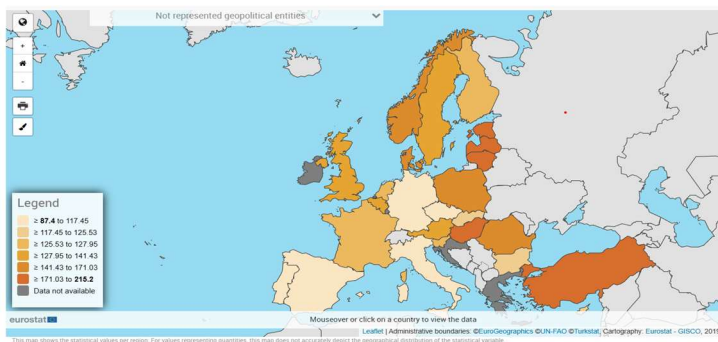 Not represented geopolitical entities
+
-
Legend
≥ 87.4 to 117.45
≥ 117.45 to 125.53
≥ 125.53 to 127.95
≥ 127.95 to 141.43
≥ 141.43 to 171.03
≥ 171.03 to 215.2
Data not available
eurostat
Mouseover or click on a country to view the data
Leaflet | Administrative boundaries: ©EuroGeographics ©UN-FAO ©Turkstat, Cartography: Eurostat - GISCO, 2019
This map shows the statistical values per region. For values representing quantities, this map does not accurately depict the geographical distribution of the statistical variable.